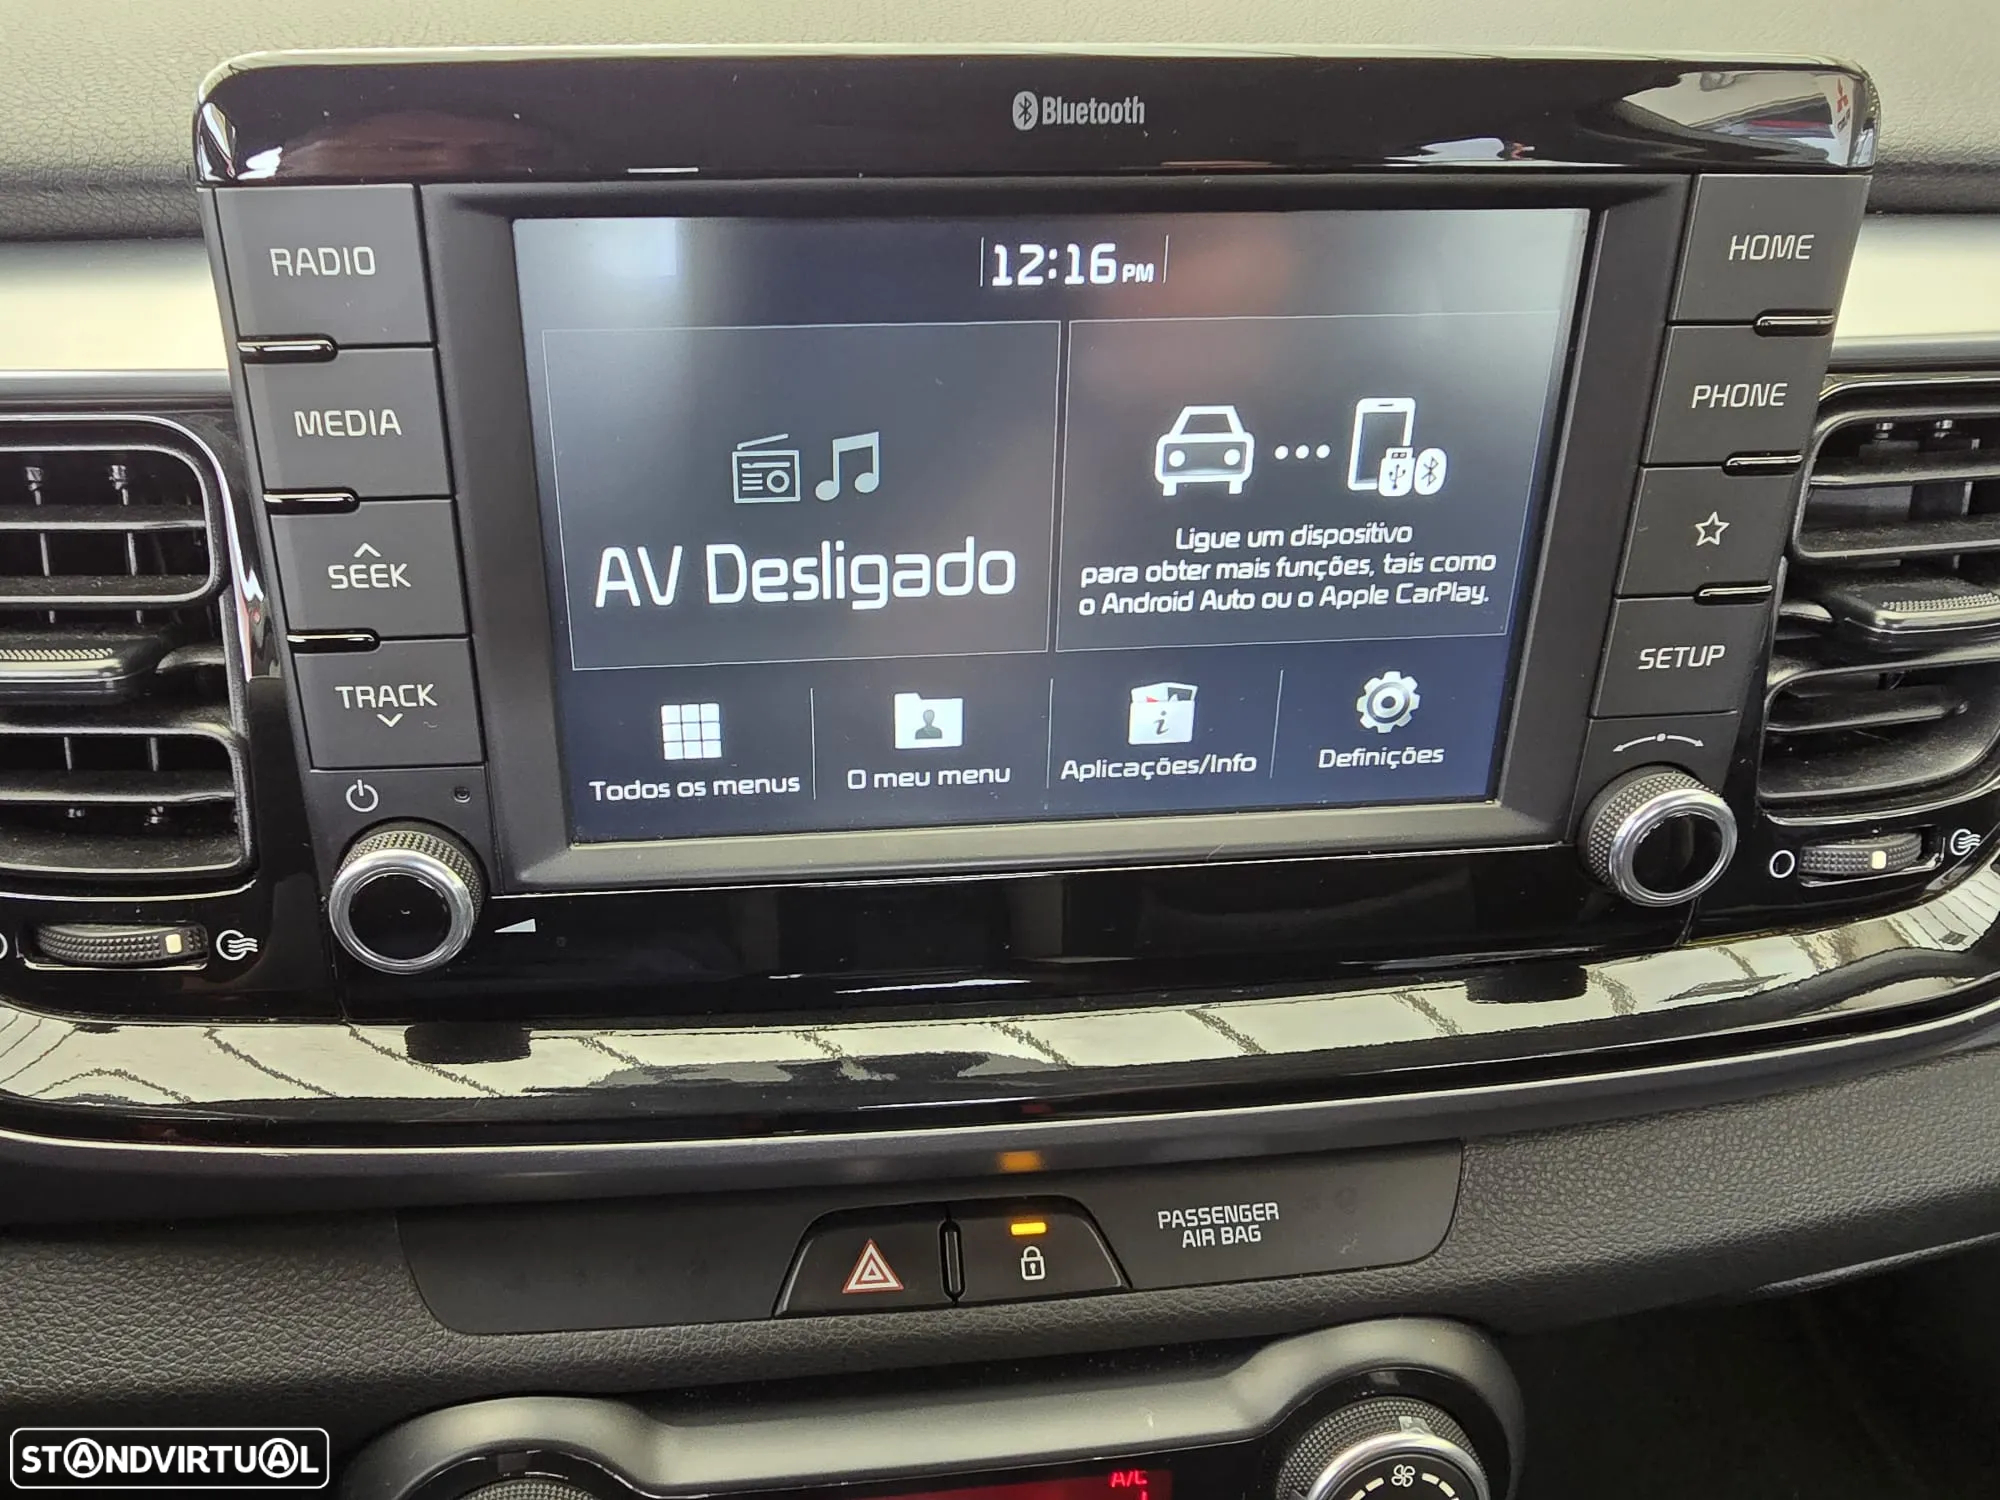 Bluetooth
RADIO
MEDIA
SEEK
TRACK
HOME
PHONE
SETUP
12:16 PM
AV Desligado
Ligue um dispositivo
para obter mais funções, tais como
o Android Auto ou o Apple CarPlay.
Todos os menus
O meu menu
Aplicações/Info
Definições
PASSENGER
AIR BAG
A/C
STANDVIRTUAL